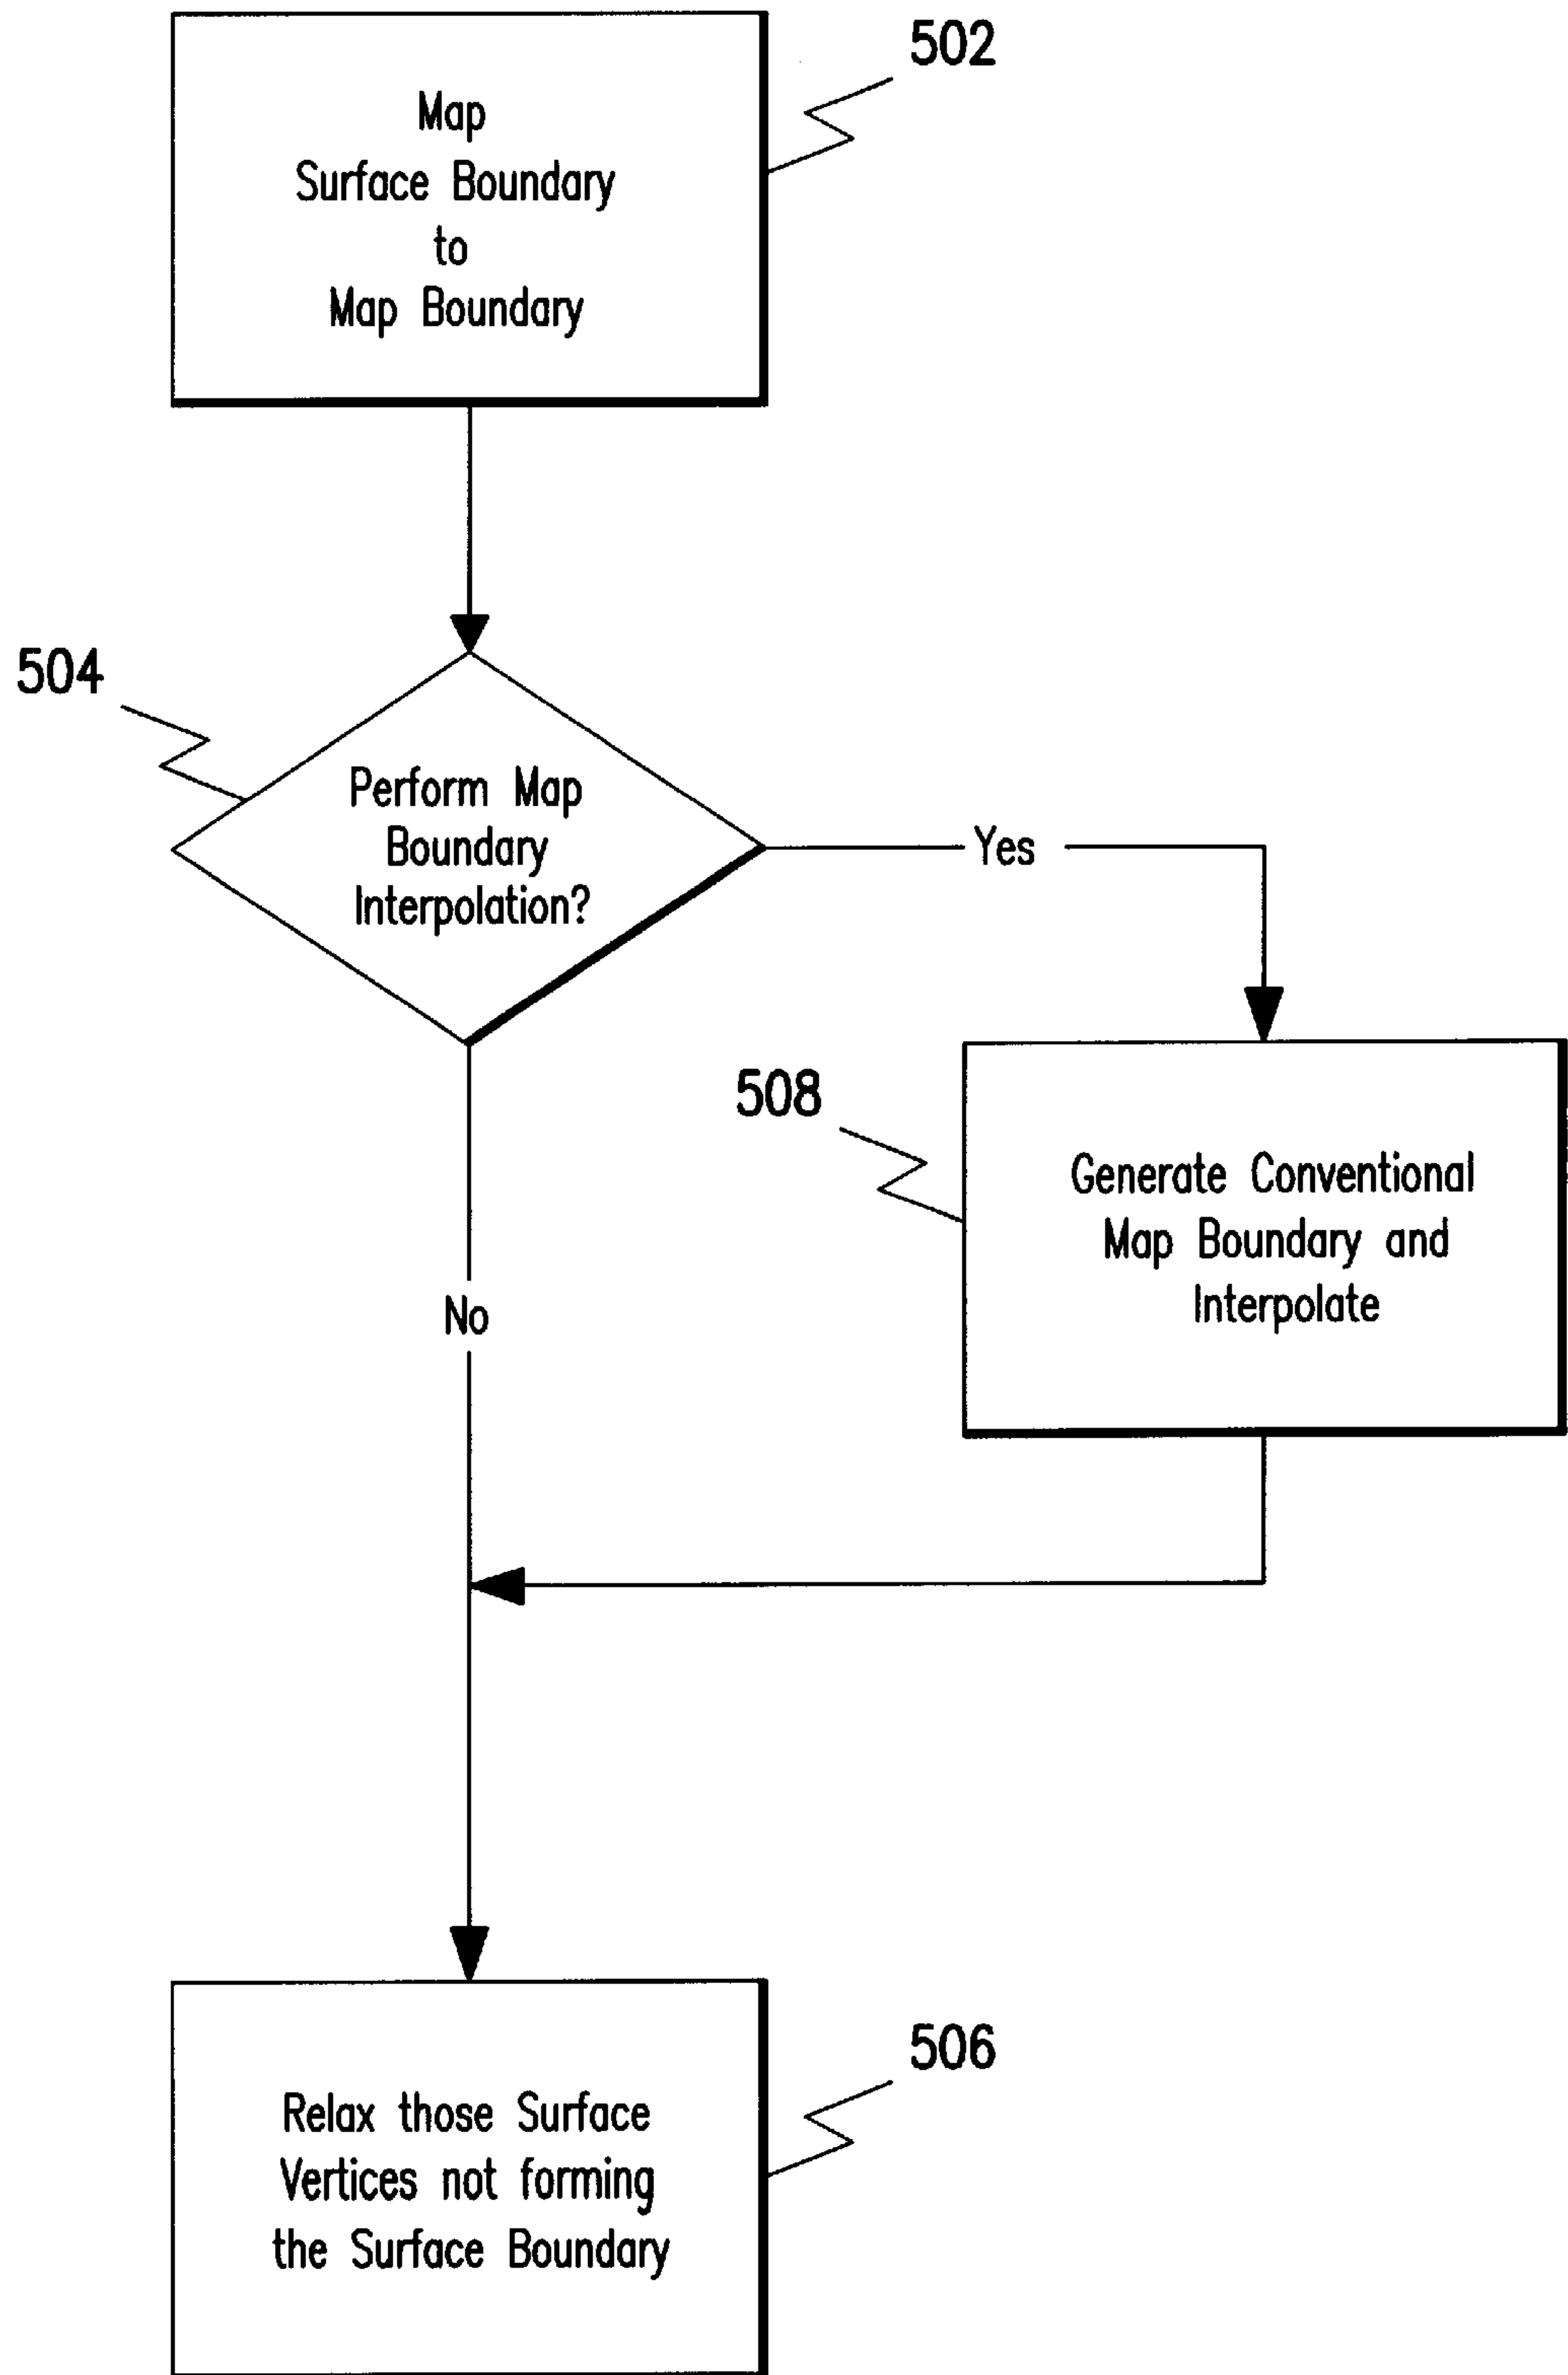 502
Map
Surface Boundary
to
Map Boundary
504
Perform Map
Boundary
Interpolation?
Yes
508
Generate Conventional
Map Boundary and
Interpolate
No
506
Relax those Surface
Vertices not forming
the Surface Boundary